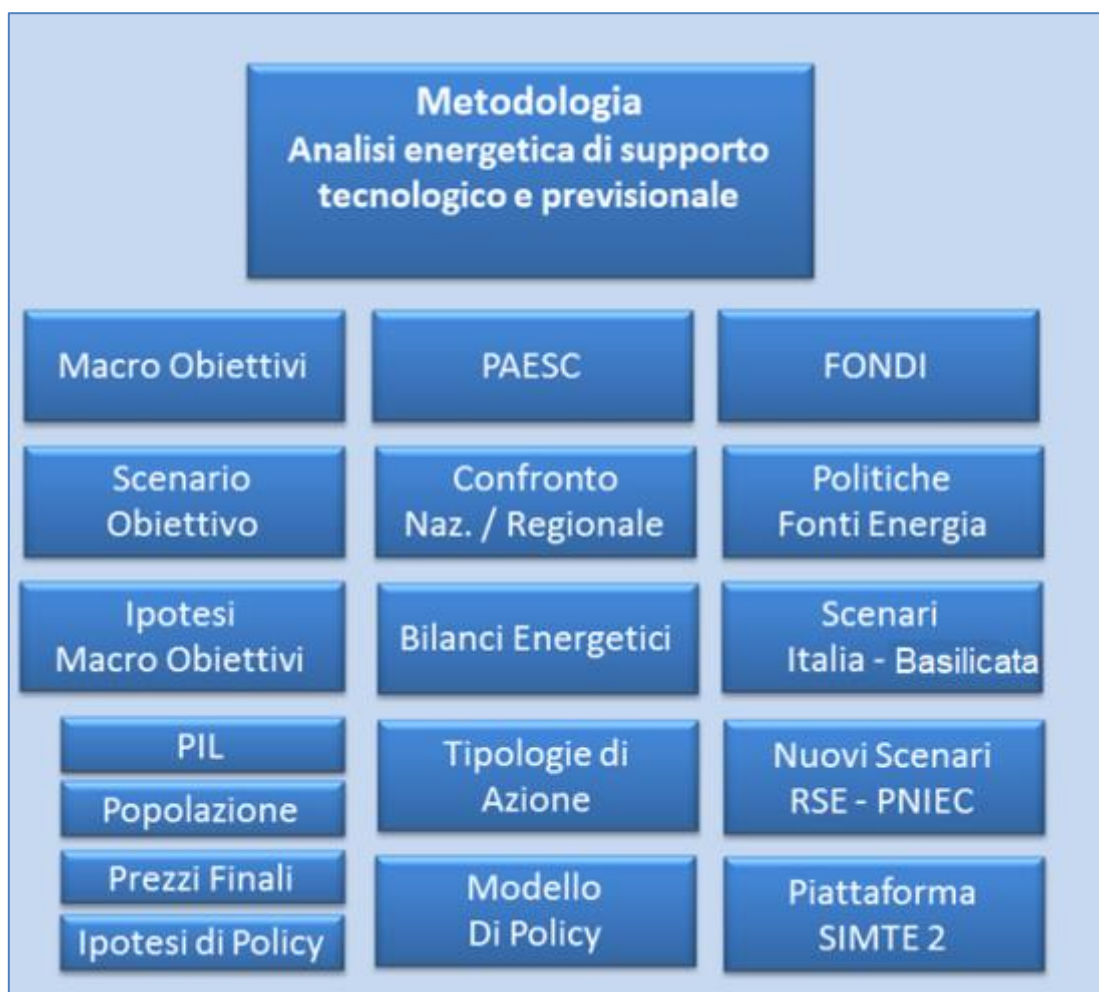 Metodologia
Analisi energetica di supporto
tecnologico e previsionale
Macro Obiettivi
PAESC
FONDI
Scenario
Obiettivo
Confronto
Naz. / Regionale
Politiche
Fonti Energia
Ipotesi
Macro Obiettivi
Bilanci Energetici
Scenari
Italia - Basilicata
PIL
Popolazione
Prezzi Finali
Ipotesi di Policy
Tipologie di
Azione
Nuovi Scenari
RSE - PNIEC
Modello
Di Policy
Piattaforma
SIMTE 2